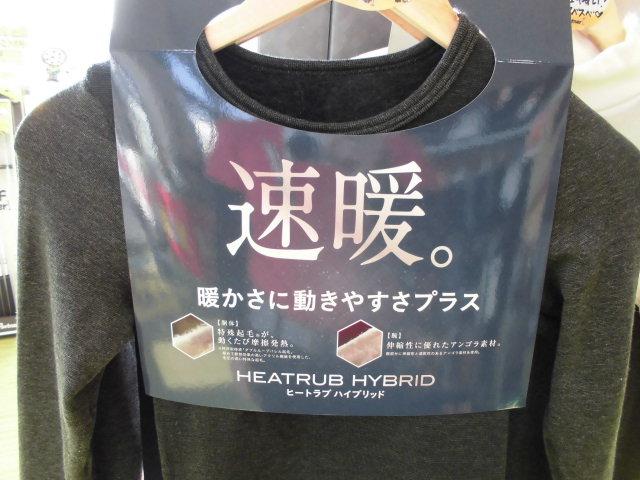 速暖。
暖かさに動きやすさプラス
【胴体】
特殊起毛※が、
動くたび摩擦発熱。
【腕】
伸縮性に優れたアンゴラ素材。
HEATRUB HYBRID
ヒートラブ ハイブリッド